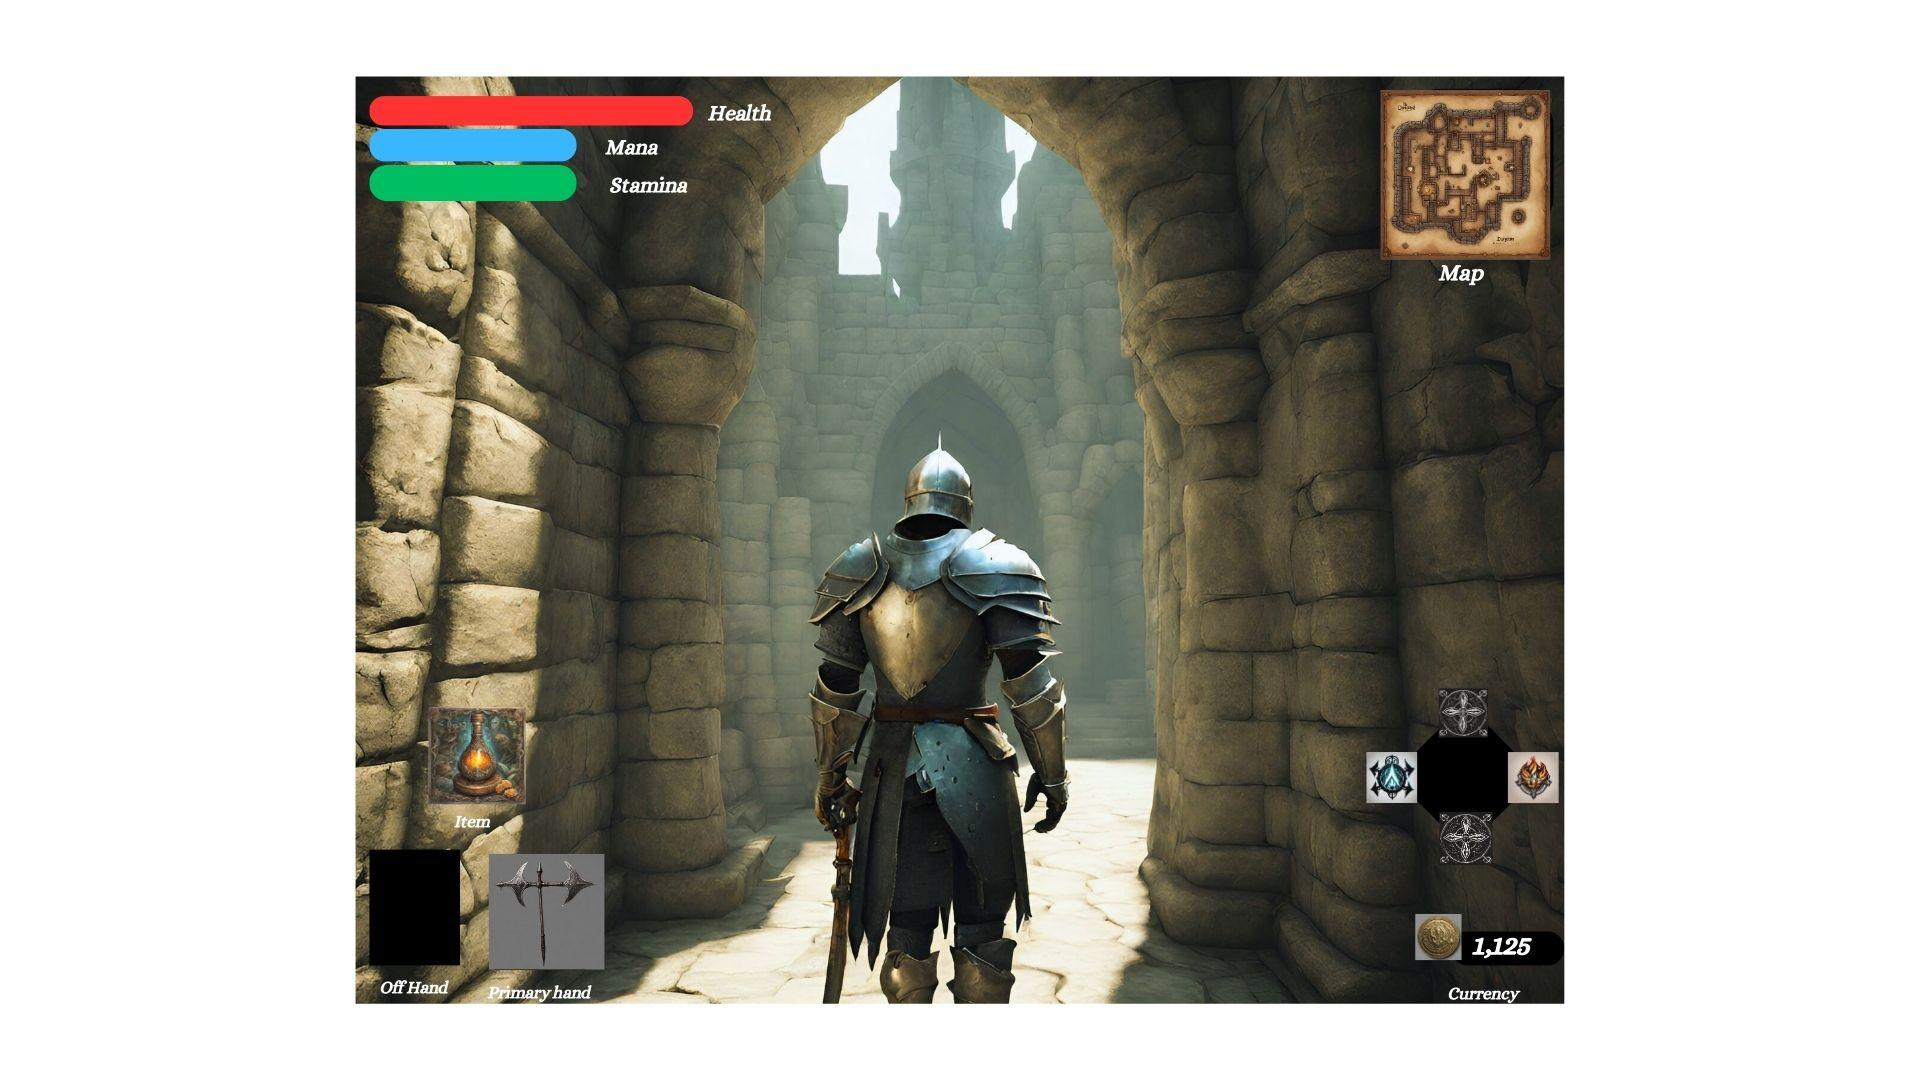 Health
Mana
Stamina
Map
Item
1,125
Off Hand
Primary hand
Currency